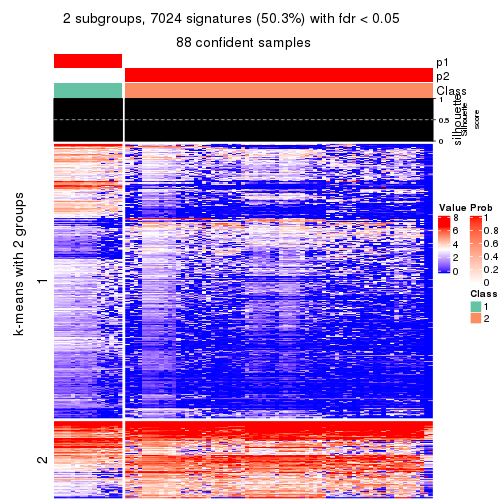 2 subgroups, 7024 signatures (50.3%) with fdr < 0.05
88 confident samples
p1
p2
Class
1
0.5
0
silhouette
Silhouette
score
k-means with 2 groups
1
2
Value
8
6
4
2
0
Prob
1
0.8
0.6
0.4
0.2
0
Class
1
2